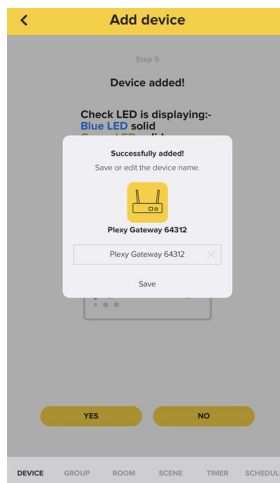 Add device
Step 9
Device added!
Check LED is displaying:-
Blue LED solid
Successfully added!
Save or edit the device name.
Plexy Gateway 64312
Plexy Gateway 64312
Save
YES
NO
DEVICE GROUP ROOM SCENE TIMER SCHEDUL